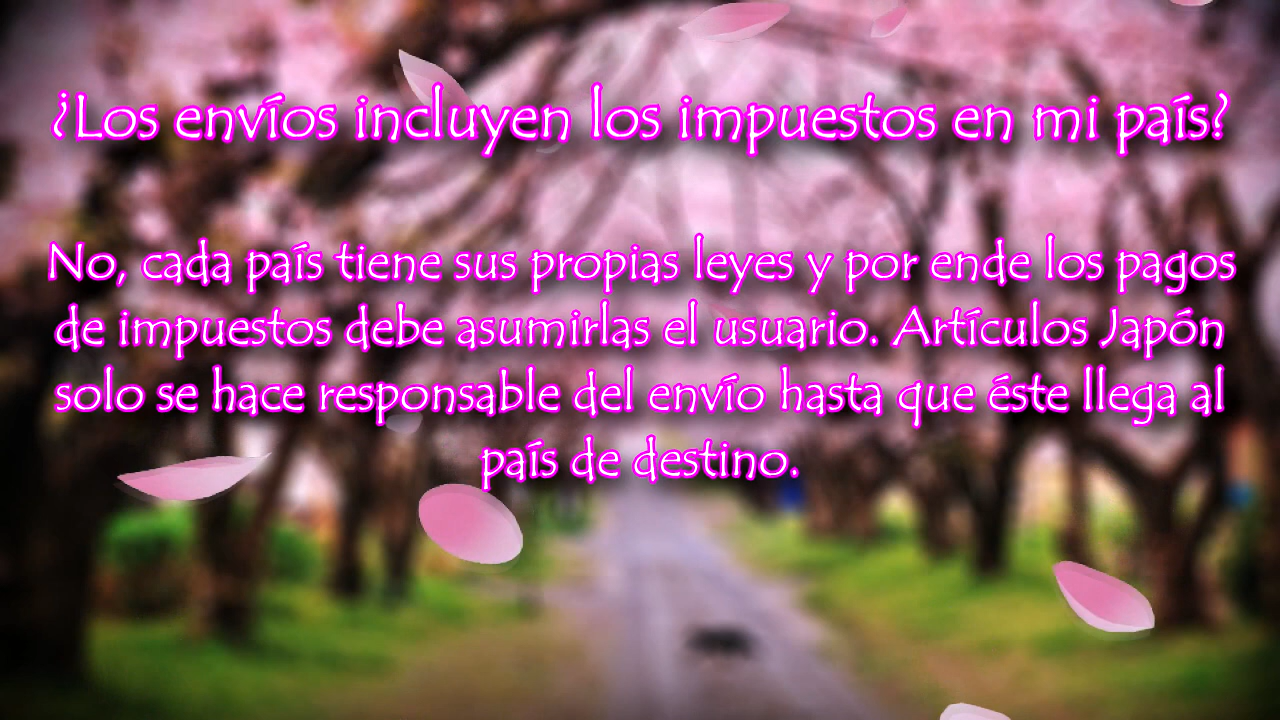 ¿Los envíos incluyen los impuestos en mi país?
No, cada país tiene sus propias leyes y por ende los pagos
de impuestos debe asumirlas el usuario. Artículos Japón
solo se hace responsable del envío hasta que éste llega al
país de destino.